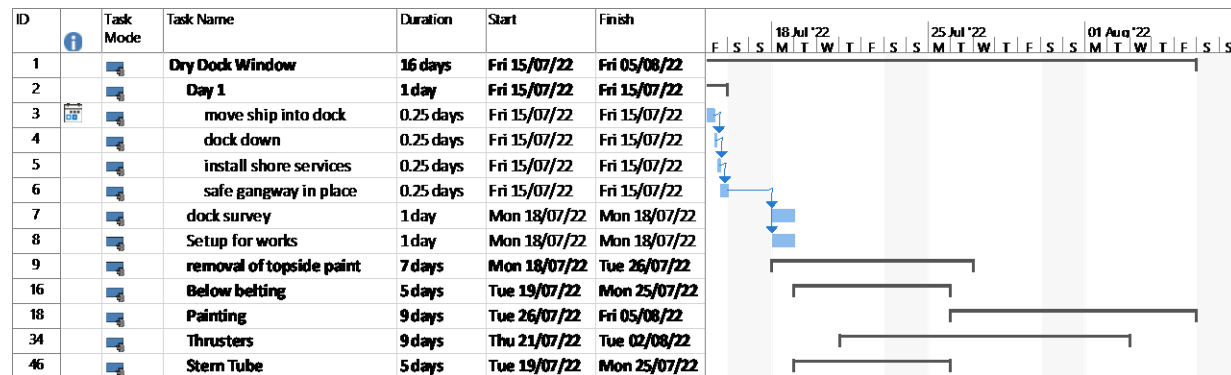 ID Task Mode Task Name Duration Start Finish
18 Jul '22 25 Jul '22 01 Aug '22
F S S M T W T F S S M T W T F S S M T W T F S S
1 Dry Dock Window 16 days Fri 15/07/22 Fri 05/08/22
2 Day 1 1 day Fri 15/07/22 Fri 15/07/22
3 move ship into dock 0.25 days Fri 15/07/22 Fri 15/07/22
4 dock down 0.25 days Fri 15/07/22 Fri 15/07/22
5 install shore services 0.25 days Fri 15/07/22 Fri 15/07/22
6 safe gangway in place 0.25 days Fri 15/07/22 Fri 15/07/22
7 dock survey 1 day Mon 18/07/22 Mon 18/07/22
8 Setup for works 1 day Mon 18/07/22 Mon 18/07/22
9 removal of topside paint 7 days Mon 18/07/22 Tue 26/07/22
16 Below belting 5 days Tue 19/07/22 Mon 25/07/22
18 Painting 9 days Tue 26/07/22 Fri 05/08/22
34 Thrusters 9 days Thu 21/07/22 Tue 02/08/22
46 Stern Tube 5 days Tue 19/07/22 Mon 25/07/22